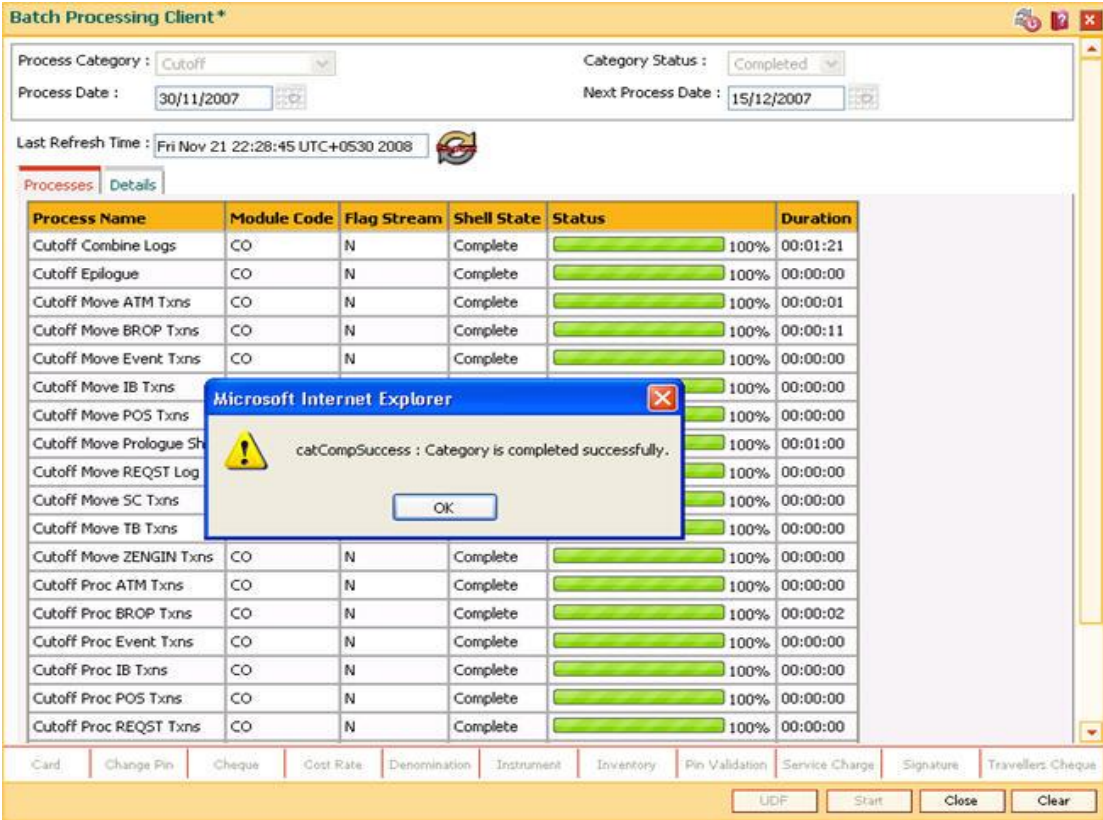 Batch Processing Client*
Process Category : Cutoff Category Status : Completed
Process Date : 30/11/2007 Next Process Date : 15/12/2007
Last Refresh Time : Fri Nov 21 22:28:45 UTC+0530 2008
Processes Details
Process Name Module Code Flag Stream Shell State Status Duration
Cutoff Combine Logs CO N Complete 100% 00:01:21
Cutoff Epilogue CO N Complete 100% 00:00:00
Cutoff Move ATM Txns CO N Complete 100% 00:00:01
Cutoff Move BROP Txns CO N Complete 100% 00:00:11
Cutoff Move Event Txns CO N Complete 100% 00:00:00
Cutoff Move IB Txns 100% 00:00:00
Cutoff Move POS Txns 100% 00:00:00
Cutoff Move Prologue Sh 100% 00:01:00
Cutoff Move REQST Log 100% 00:00:00
Cutoff Move SC Txns 100% 00:00:00
Cutoff Move TB Txns 100% 00:00:00
Microsoft Internet Explorer
catCompSuccess : Category is completed successfully.
OK
Cutoff Move ZENGIN Txns CO N Complete 100% 00:00:00
Cutoff Proc ATM Txns CO N Complete 100% 00:00:00
Cutoff Proc BROP Txns CO N Complete 100% 00:00:02
Cutoff Proc Event Txns CO N Complete 100% 00:00:00
Cutoff Proc IB Txns CO N Complete 100% 00:00:00
Cutoff Proc POS Txns CO N Complete 100% 00:00:00
Cutoff Proc REQST Txns CO N Complete 100% 00:00:00
Card Change Pin Cheque Cost Rate Denomination Instrument Inventory Pin Validation Service Charge Signature Travellers Cheque
UDF Start Close Clear